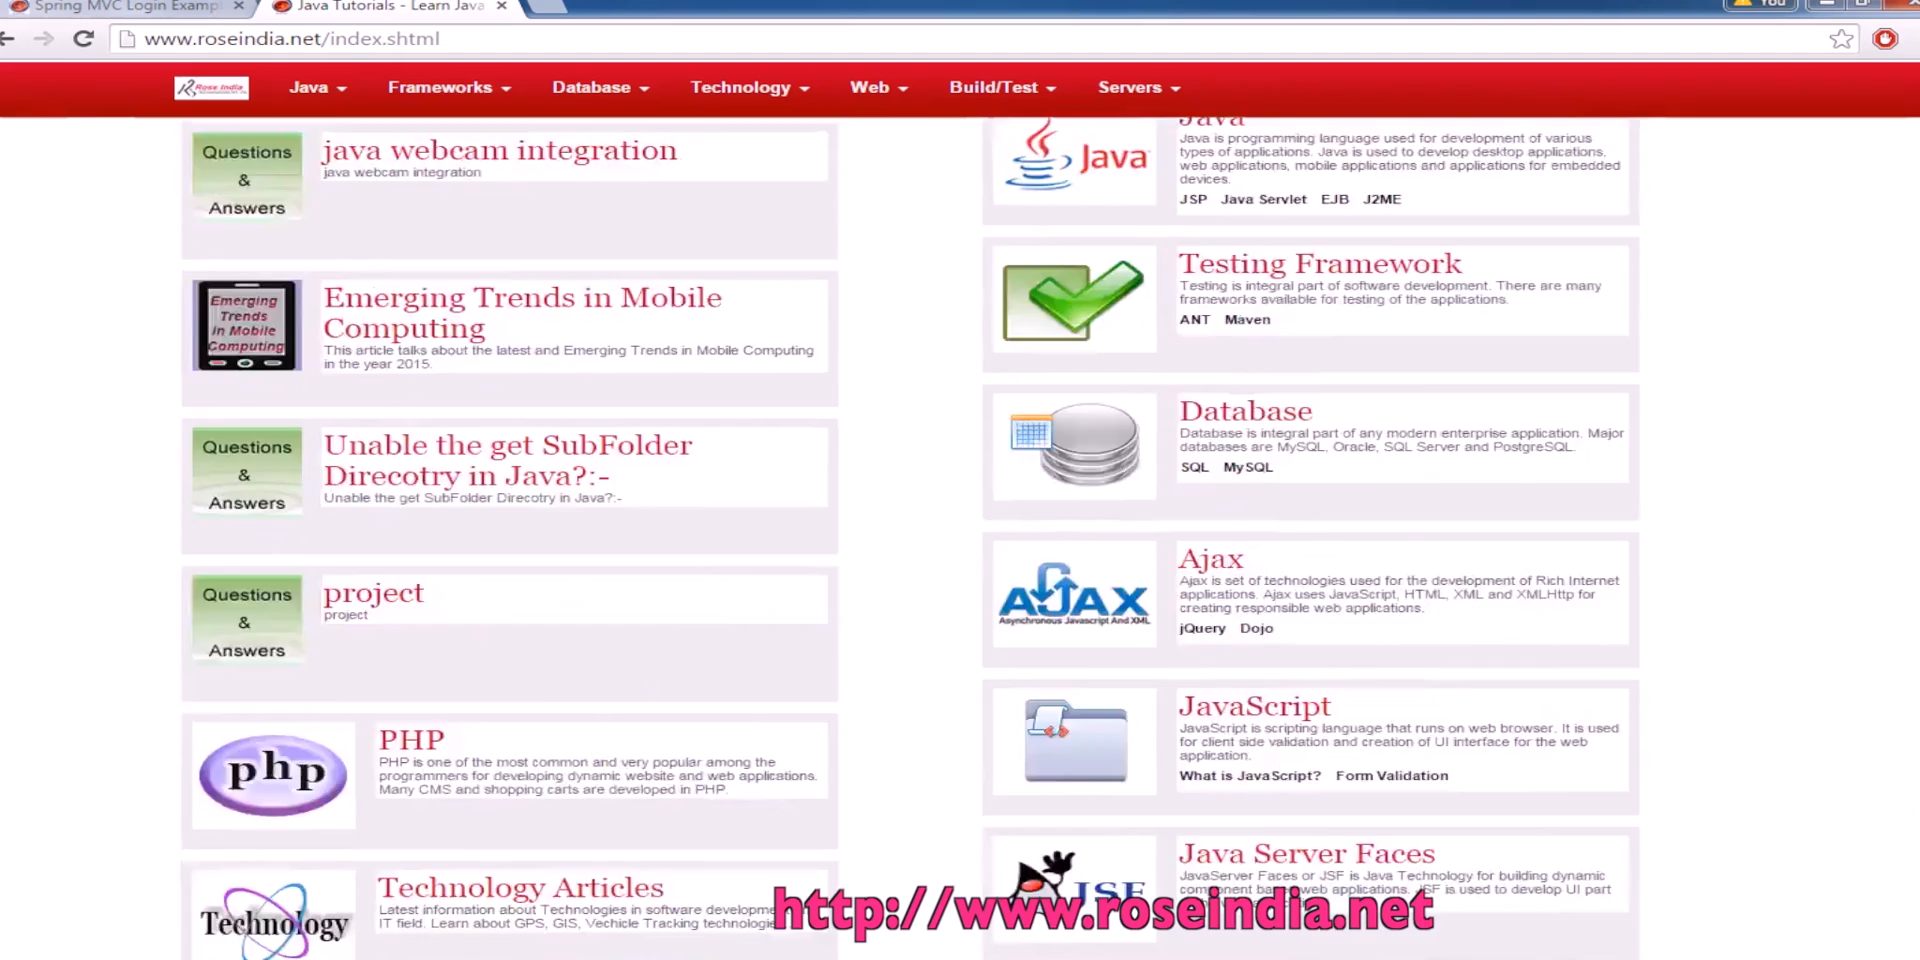 Spring MVC Login Exampl
Java Tutorials - Learn Java
You
www.roseindia.net/index.shtml
Rose India
Java
Frameworks
Database
Technology
Web
Build/Test
Servers
Questions
&
Answers
java webcam integration
java webcam integration
Emerging
Trends
in Mobile
Computing
Emerging Trends in Mobile
Computing
This article talks about the latest and Emerging Trends in Mobile Computing
in the year 2015.
Questions
&
Answers
Unable the get SubFolder
Direcotry in Java?:-
Unable the get SubFolder Direcotry in Java?:-
Questions
&
Answers
project
project
php
PHP
PHP is one of the most common and very popular among the
programmers for developing dynamic website and web applications.
Many CMS and shopping carts are developed in PHP.
Technology
Technology Articles
Latest information about Technologies in software developme
IT field. Learn about GPS, GIS, Vechicle Tracking technologie
Java
Java
Java is programming language used for development of various
types of applications. Java is used to develop desktop applications,
web applications, mobile applications and applications for embedded
devices.
JSP Java Servlet EJB J2ME
Testing Framework
Testing is integral part of software development. There are many
frameworks available for testing of the applications.
ANT Maven
Database
Database is integral part of any modern enterprise application. Major
databases are MySQL, Oracle, SQL Server and PostgreSQL.
SQL MySQL
AJAX
Asynchronous Javascript And XML
Ajax
Ajax is set of technologies used for the development of Rich Internet
applications. Ajax uses JavaScript, HTML, XML and XMLHttp for
creating responsible web applications.
jQuery Dojo
JavaScript
JavaScript is scripting language that runs on web browser. It is used
for client side validation and creation of UI interface for the web
application.
What is JavaScript? Form Validation
JSF
Java Server Faces
JavaServer Faces or JSF is Java Technology for building dynamic
component based web applications. JSF is used to develop UI part
http://www.roseindia.net